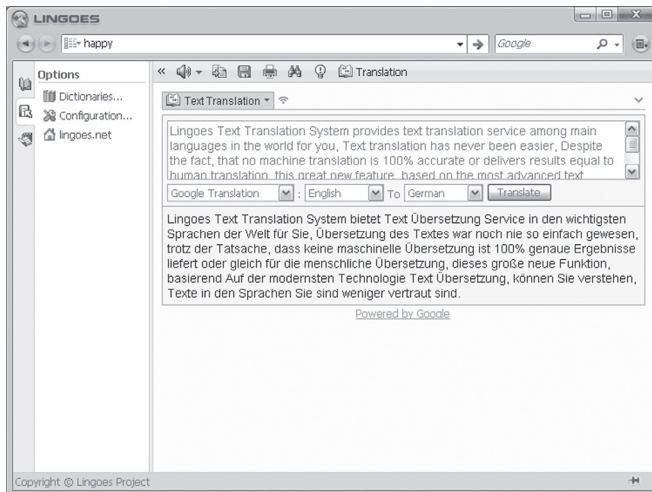 LINGOES
happy
Google
Options
Dictionaries...
Configuration...
lingoes.net
Translation
Text Translation
Lingoes Text Translation System provides text translation service among main
languages in the world for you, Text translation has never been easier, Despite
the fact, that no machine translation is 100% accurate or delivers results equal to
human translation, this great new feature, based on the most advanced text
Google Translation : English To German Translate
Lingoes Text Translation System bietet Text Übersetzung Service in den wichtigsten
Sprachen der Welt für Sie, Übersetzung des Textes war noch nie so einfach gewesen,
trotz der Tatsache, dass keine maschinelle Übersetzung ist 100% genaue Ergebnisse
liefert oder gleich für die menschliche Übersetzung, dieses große neue Funktion,
basierend Auf der modernsten Technologie Text Übersetzung, können Sie verstehen,
Texte in den Sprachen Sie sind weniger vertraut sind.
Powered by Google
Copyright © Lingoes Project